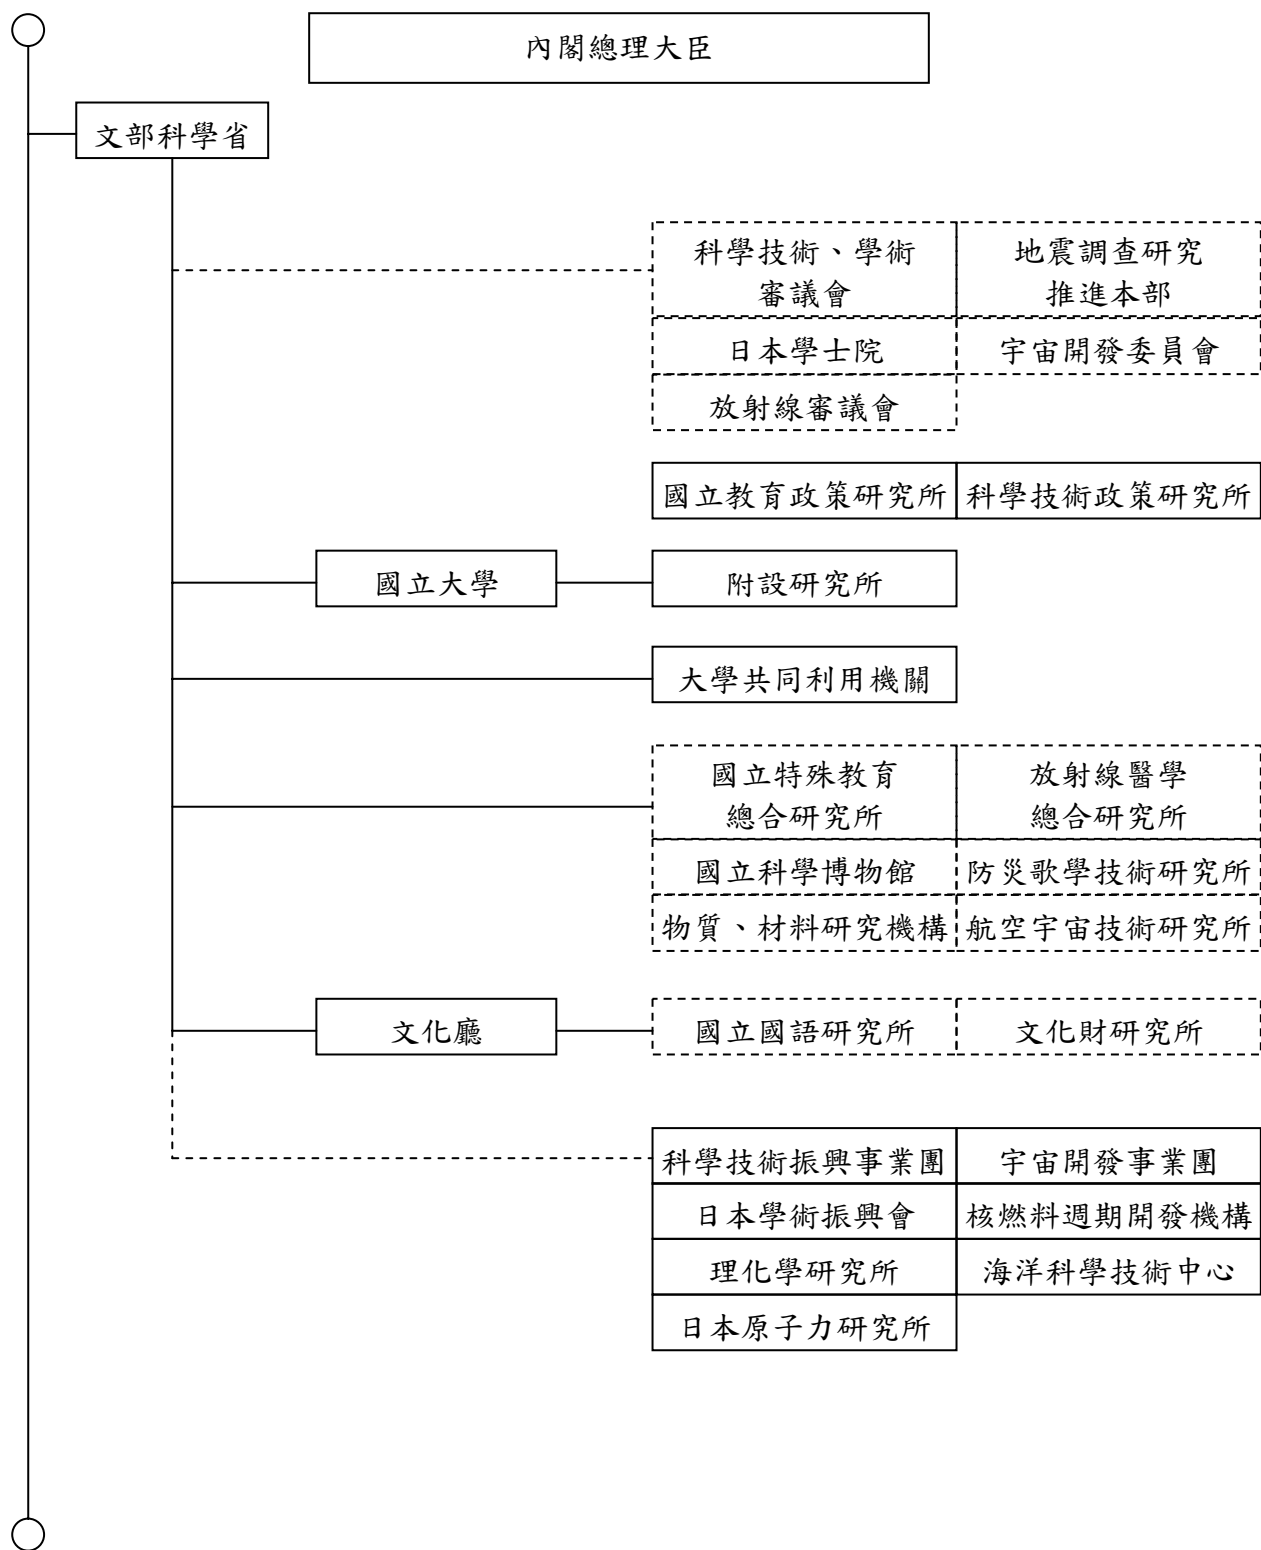 內閣總理大臣
文部科學省
科學技術、學術
審議會
地震調查研究
推進本部
日本學士院
宇宙開發委員會
放射線審議會
國立教育政策研究所
科學技術政策研究所
國立大學
附設研究所
大學共同利用機關
國立特殊教育
總合研究所
放射線醫學
總合研究所
國立科學博物館
防災歌學技術研究所
物質、材料研究機構
航空宇宙技術研究所
文化廳
國立國語研究所
文化財研究所
科學技術振興事業團
宇宙開發事業團
日本學術振興會
核燃料週期開發機構
理化學研究所
海洋科學技術中心
日本原子力研究所